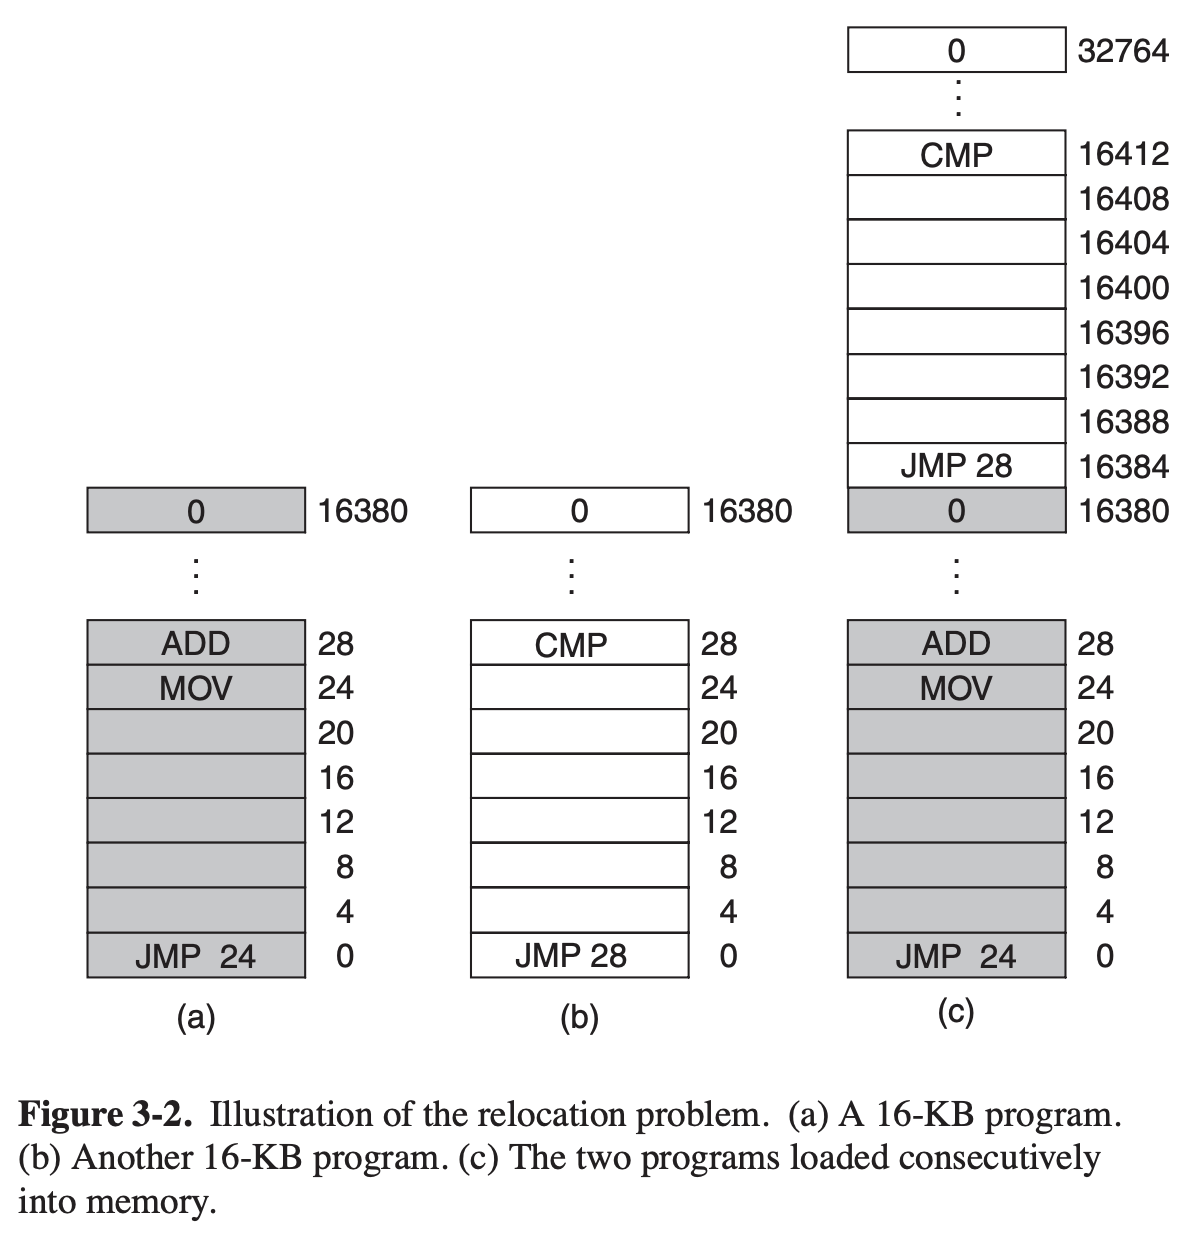 0 32764
CMP 16412
16408
16404
16400
16396
16392
16388
JMP 28 16384
0 16380 0 16380 0 16380
ADD 28 CMP 28 ADD 28
MOV 24 24 MOV 24
20 20 20
16 16 16
12 12 12
8 8 8
4 4 4
JMP 24 0 JMP 28 0 JMP 24 0
(a) (b) (c)
Figure 3-2. Illustration of the relocation problem. (a) A 16-KB program.
(b) Another 16-KB program. (c) The two programs loaded consecutively
into memory.